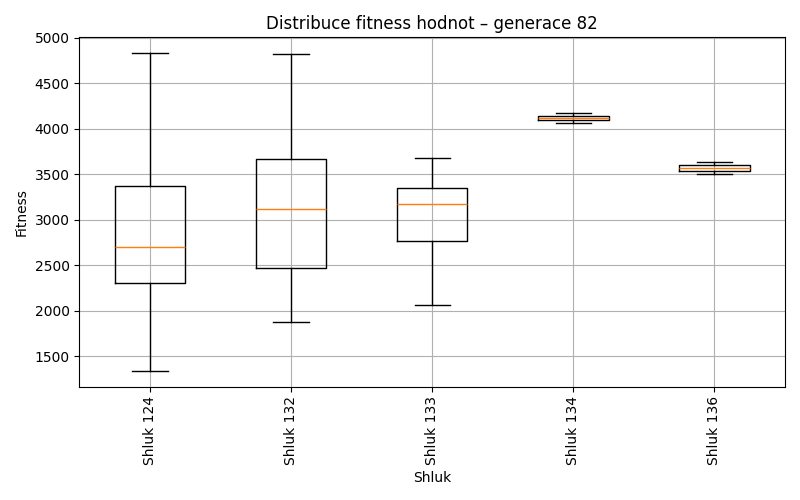 Distribuce fitness hodnot – generace 82
Fitness
5000
4500
4000
3500
3000
2500
2000
1500
Shluk 124
Shluk 132
Shluk 133
Shluk 134
Shluk 136
Shluk